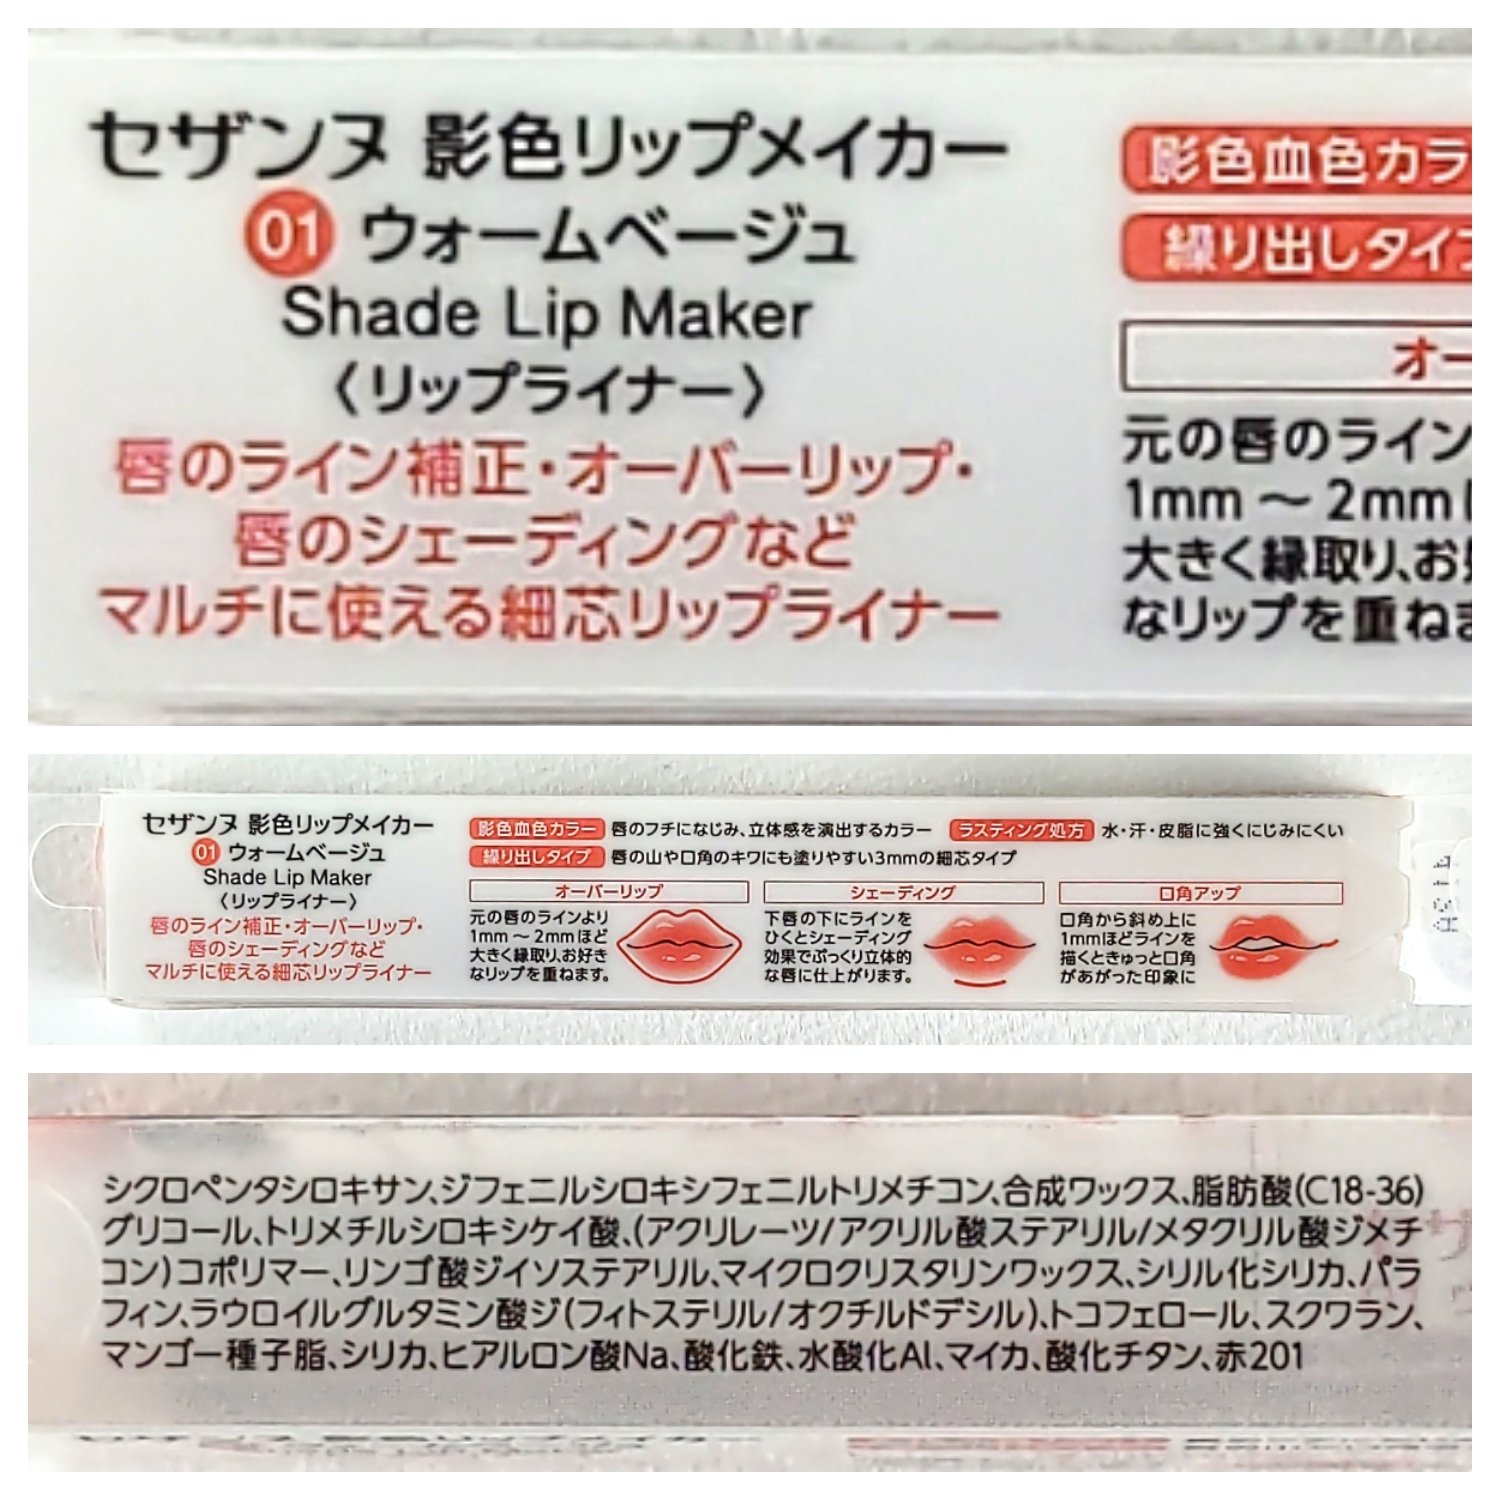 セザンヌ 影色リップメイカー
01 ウォームベージュ
Shade Lip Maker
〈リップライナー〉
唇のライン補正・オーバーリップ・
唇のシェーディングなど
マルチに使える細芯リップライナー
影色血色カラ
繰り出しタイプ
オー
元の唇のライン
1mm ～ 2mm
大きく縁取り、お
なリップを重ね
セザンヌ 影色リップメイカー
01 ウォームベージュ
Shade Lip Maker
〈リップライナー〉
唇のライン補正・オーバーリップ・
唇のシェーディングなど
マルチに使える細芯リップライナー
影色血色カラー 唇のフチになじみ、立体感を演出するカラー ラスティング処方 水・汗・皮脂に強くにじみにくい
繰り出しタイプ 唇の山や口角のキワにも塗りやすい3mmの細芯タイプ
オーバーリップ
元の唇のラインより
1mm ～ 2mmほど
大きく縁取り、お好き
なリップを重ねます。
シェーディング
下唇の下にラインを
ひくとシェーディング
効果でぷっくり立体的
な唇に仕上がります。
口角アップ
口角から斜め上に
1mmほどラインを
描くときゅっと口角
があがった印象に
シクロペンタシロキサン、ジフェニルシロキシフェニルトリメチコン、合成ワックス、脂肪酸(C18-36)
グリコール、トリメチルシロキシケイ酸、(アクリレーツ/アクリル酸ステアリル/メタクリル酸ジメチ
コン)コポリマー、リンゴ酸ジイソステアリル、マイクロクリスタリンワックス、シリル化シリカ、パラ
フィン、ラウロイルグルタミン酸ジ(フィトステリル/オクチルドデシル)、トコフェロール、スクワラン、
マンゴー種子脂、シリカ、ヒアルロン酸Na、酸化鉄、水酸化Al、マイカ、酸化チタン、赤201